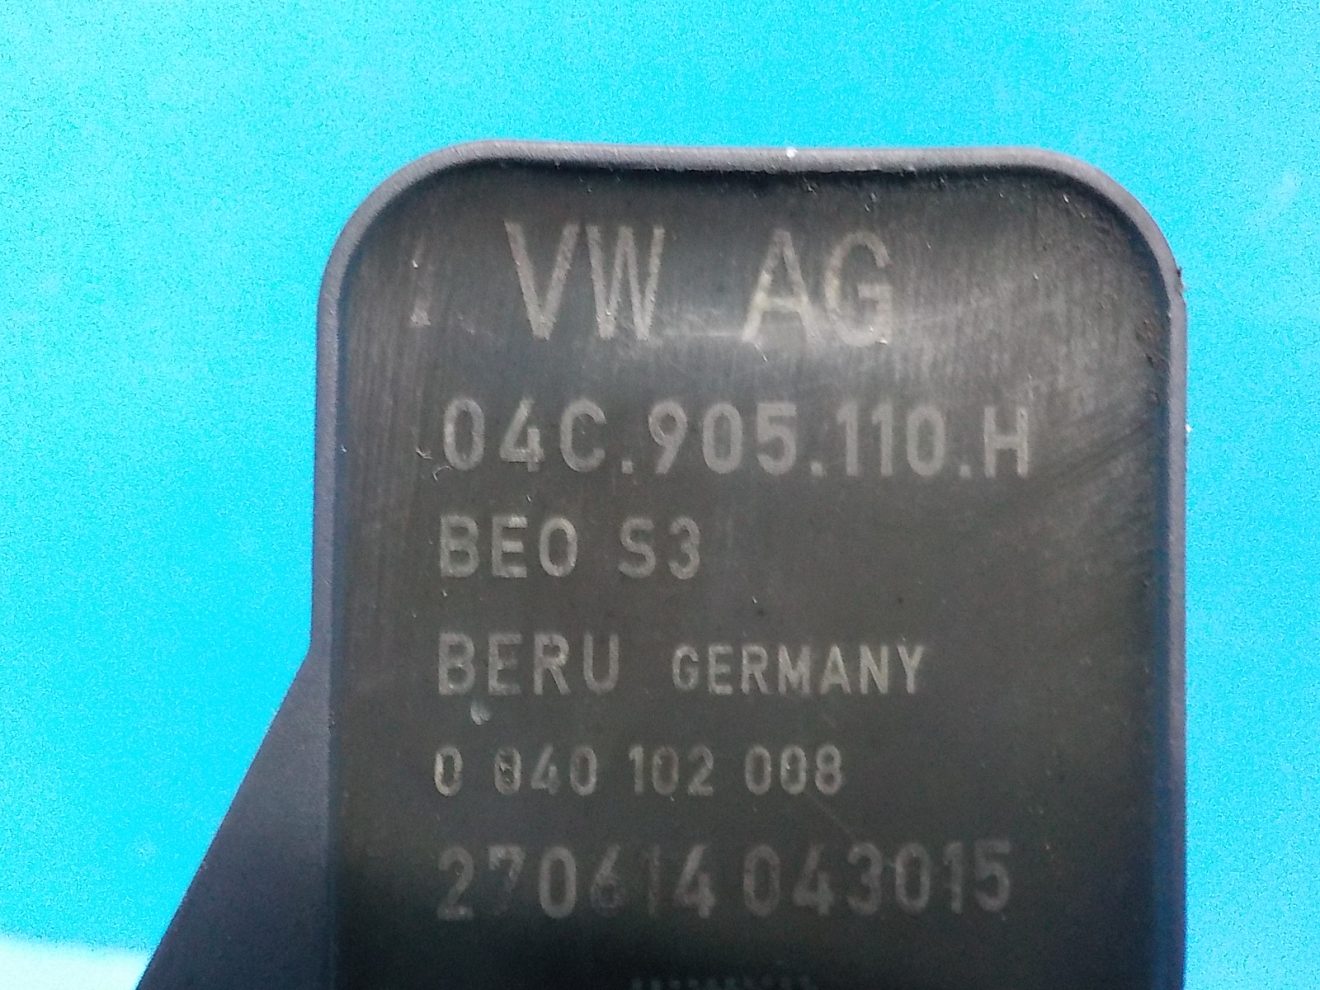 VW AG
04C.905.110.H
BEO S3
BERU GERMANY
0 040 102 008
270614 043015